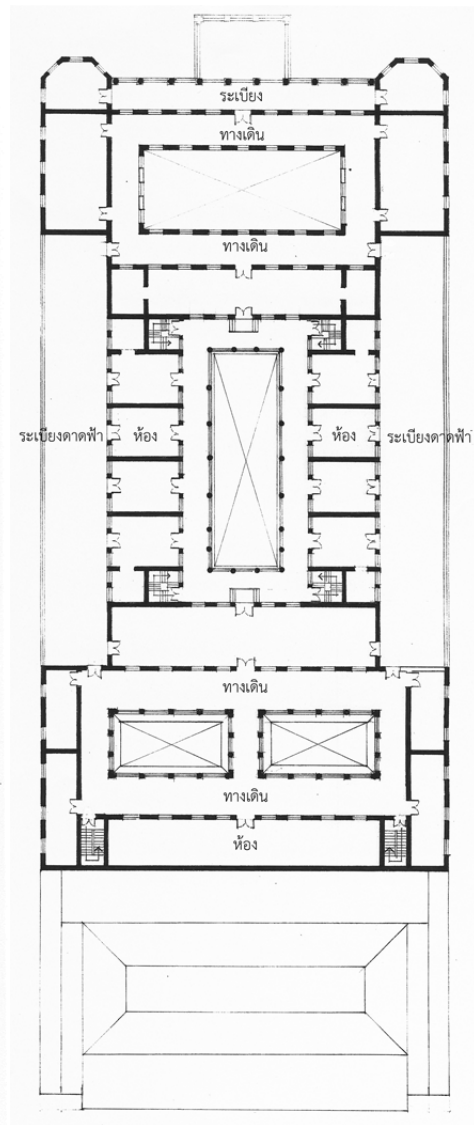 ระเบียง
ทางเดิน
ทางเดิน
ระเบียงดาดฟ้า
ห้อง
ห้อง
ระเบียงดาดฟ้า
ทางเดิน
ทางเดิน
ห้อง